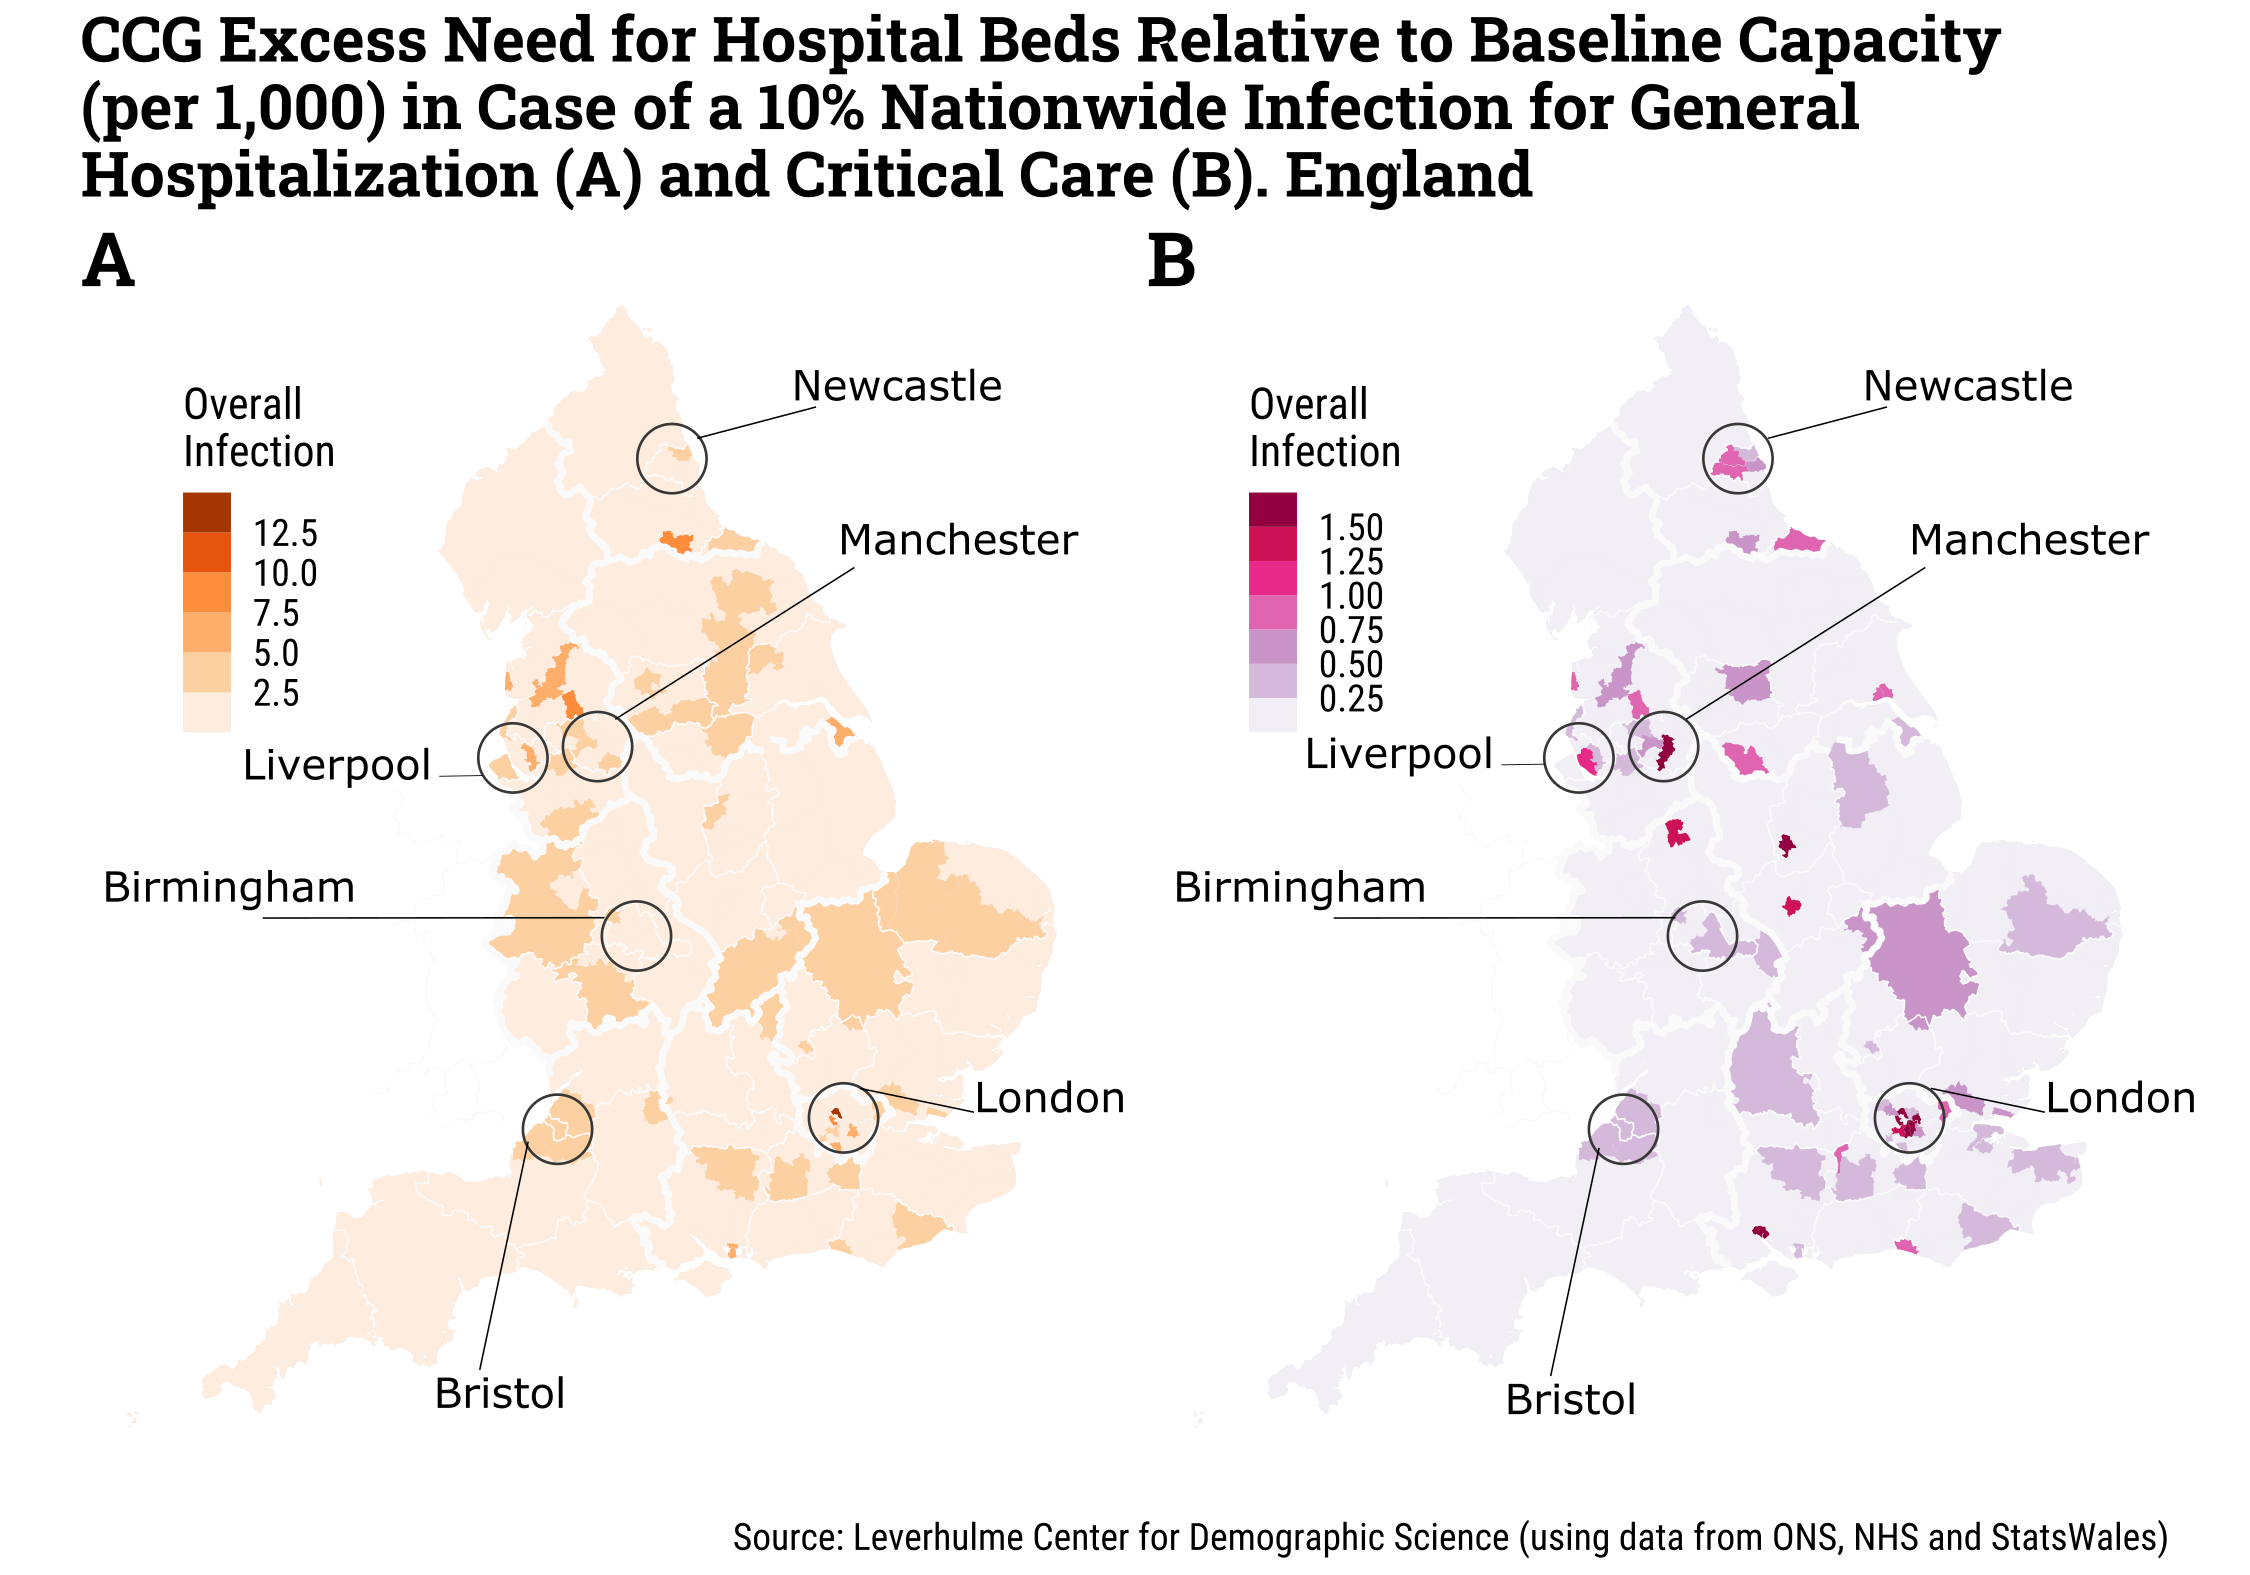 CCG Excess Need for Hospital Beds Relative to Baseline Capacity
(per 1,000) in Case of a 10% Nationwide Infection for General
Hospitalization (A) and Critical Care (B). England
A
Overall
Infection
12.5
10.0
7.5
5.0
2.5
Newcastle
Manchester
Liverpool
Birmingham
London
Bristol
B
Overall
Infection
1.50
1.25
1.00
0.75
0.50
0.25
Newcastle
Manchester
Liverpool
Birmingham
London
Bristol
Source: Leverhulme Center for Demographic Science (using data from ONS, NHS and StatsWales)